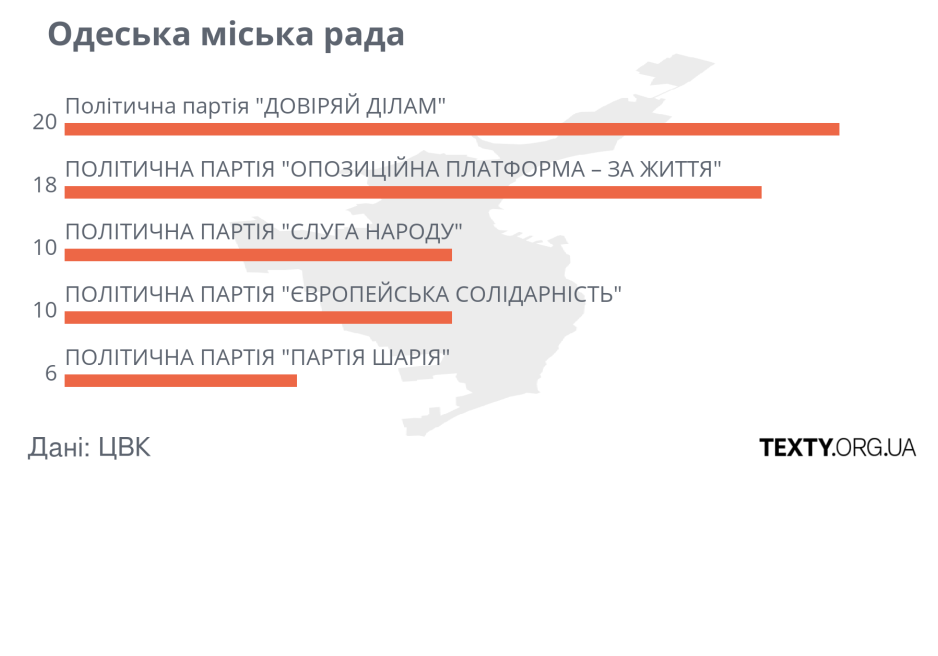 Одеська міська рада
Політична партія "ДОВІРЯЙ ДІЛАМ"
20
ПОЛІТИЧНА ПАРТІЯ "ОПОЗИЦІЙНА ПЛАТФОРМА – ЗА ЖИТТЯ"
18
ПОЛІТИЧНА ПАРТІЯ "СЛУГА НАРОДУ"
10
ПОЛІТИЧНА ПАРТІЯ "ЄВРОПЕЙСЬКА СОЛІДАРНІСТЬ"
10
ПОЛІТИЧНА ПАРТІЯ "ПАРТІЯ ШАРІЯ"
6
Дані: ЦВК
TEXTY.ORG.UA